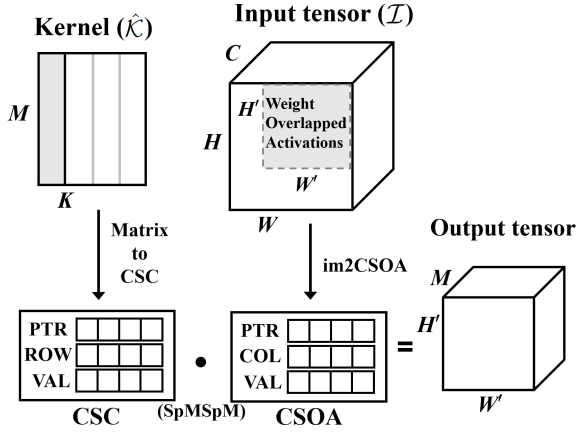 Kernel (𝒦̂)
Input tensor (ℐ)
C
M
H
H'
Weight
Overlapped
Activations
W'
K
W
Matrix
to
CSC
im2CSOA
Output tensor
M
H'
W'
PTR
ROW
VAL
CSC
•
(SpMSpM)
PTR
COL
VAL
CSOA
=